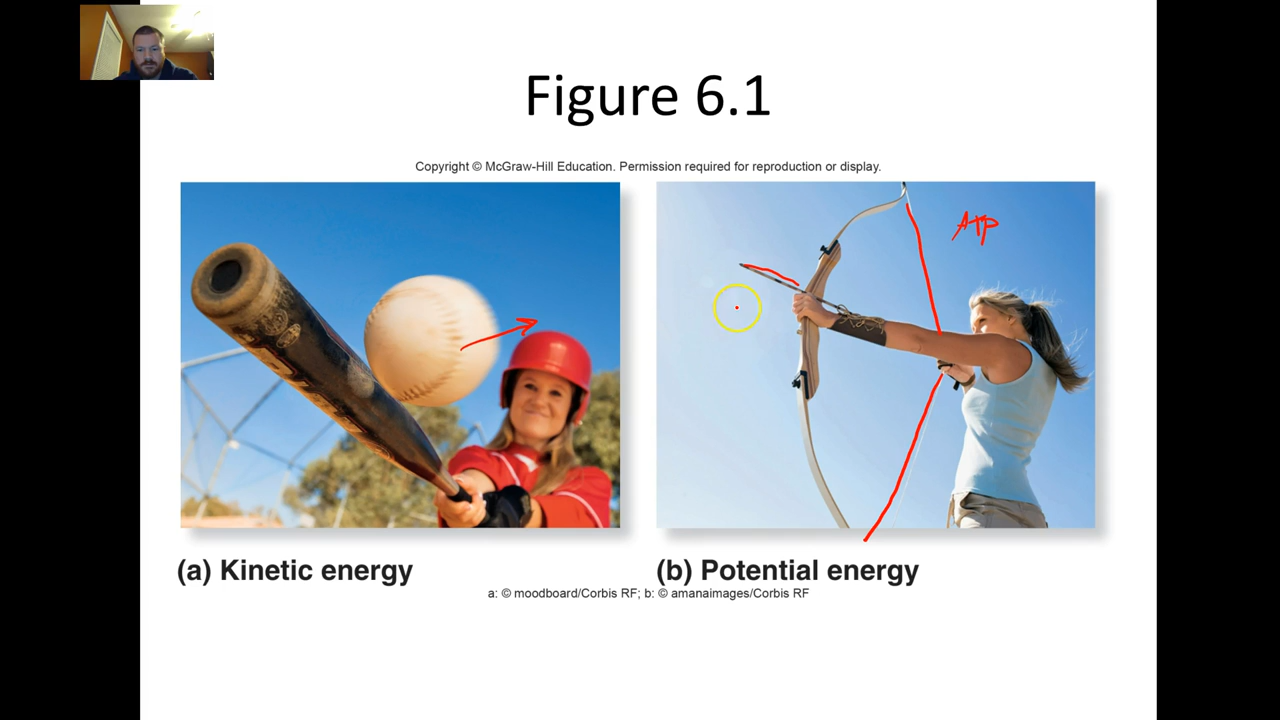 Figure 6.1
Copyright © McGraw-Hill Education. Permission required for reproduction or display.
ATP
(a) Kinetic energy
(b) Potential energy
a: © moodboard/Corbis RF; b: © amanaimages/Corbis RF